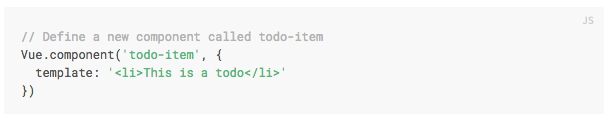 JS
// Define a new component called todo-item
Vue.component('todo-item', {
  template: '<li>This is a todo</li>'
})